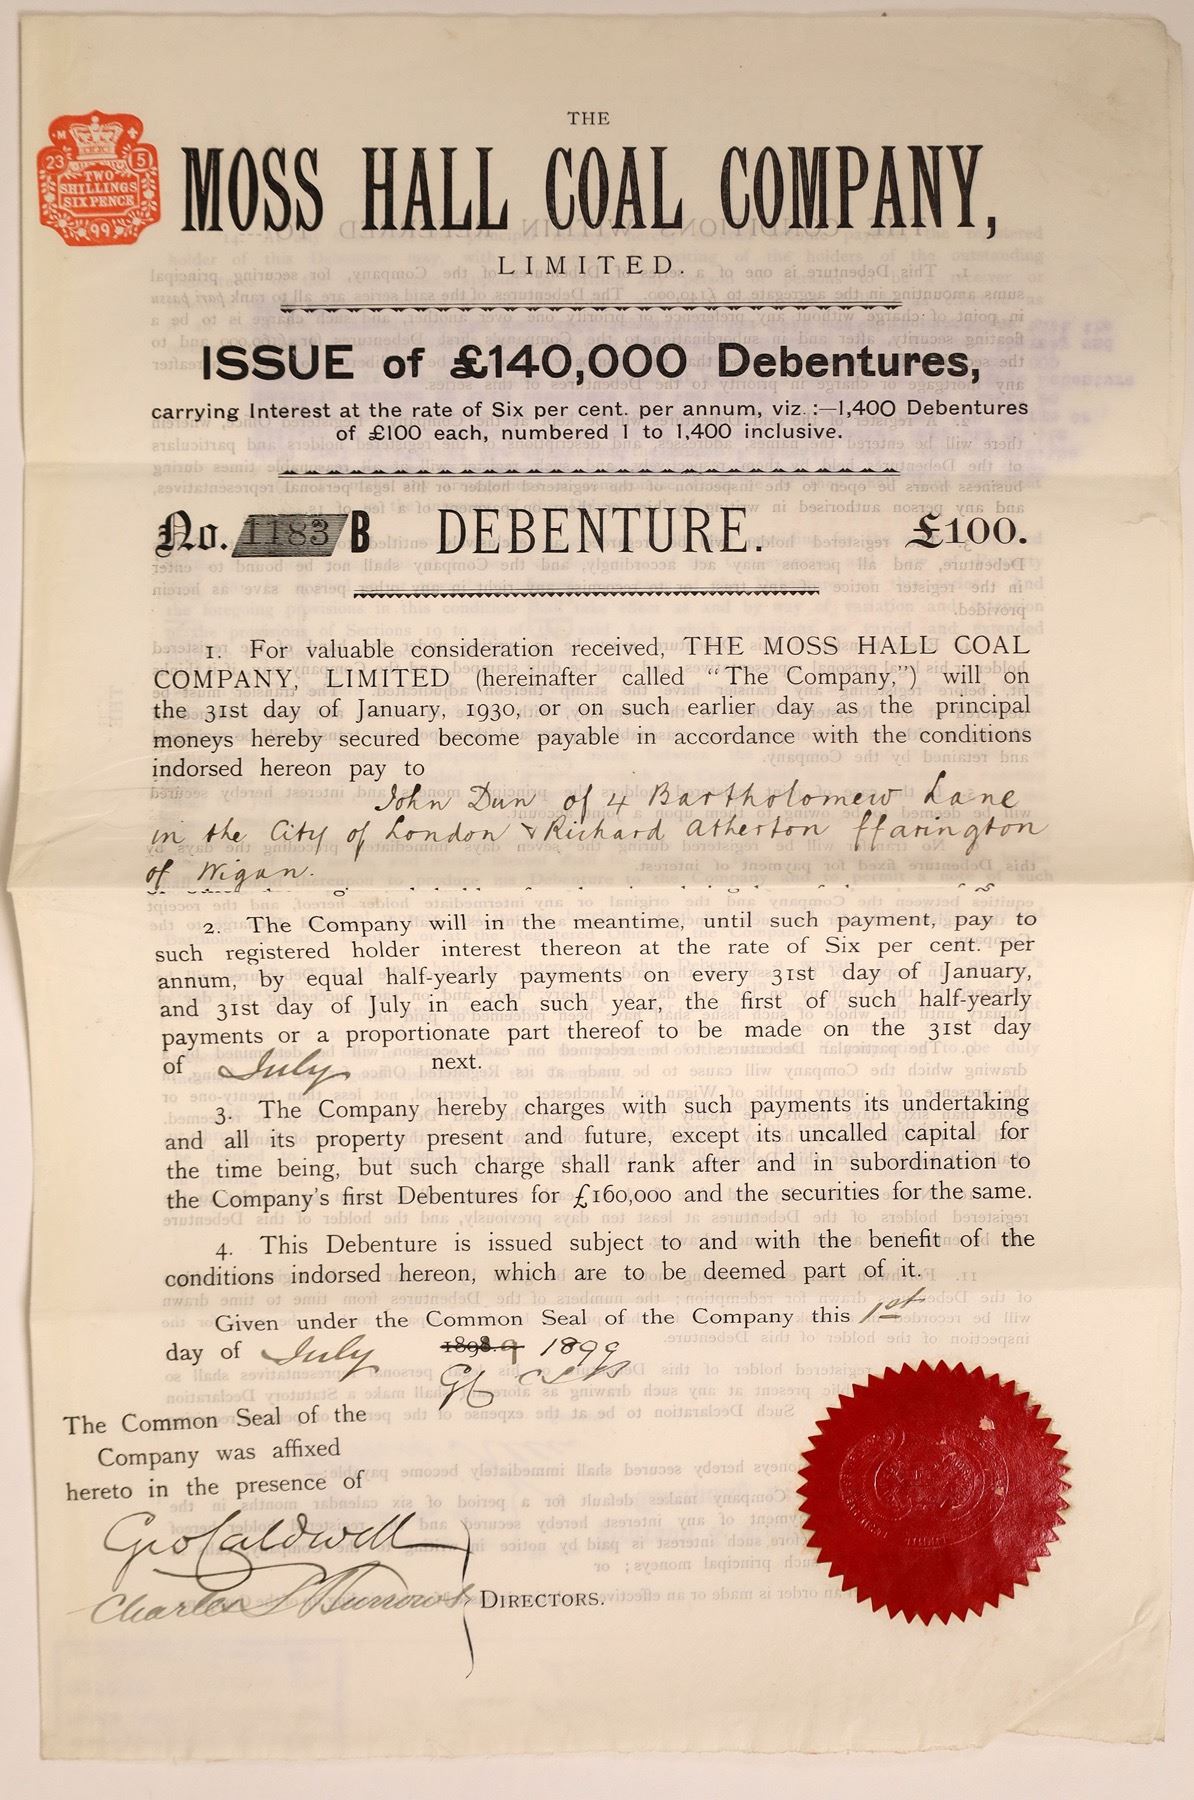 M
23 5
TWO
SHILLINGS
SIX PENCE
99
THE
MOSS HALL COAL COMPANY,
LIMITED.
ISSUE of £140,000 Debentures,
carrying Interest at the rate of Six per cent. per annum, viz.:—1,400 Debentures
of £100 each, numbered 1 to 1,400 inclusive.
No. 1183 B DEBENTURE. £100.
1. For valuable consideration received, THE MOSS HALL COAL
COMPANY, LIMITED (hereinafter called "The Company,") will on
the 31st day of January, 1930, or on such earlier day as the principal
moneys hereby secured become payable in accordance with the conditions
indorsed hereon pay to
John Dun of 4 Bartholomew Lane
in the City of London & Richard Atherton ffarington
of Wigan.
2. The Company will in the meantime, until such payment, pay to
such registered holder interest thereon at the rate of Six per cent. per
annum, by equal half-yearly payments on every 31st day of January,
and 31st day of July in each such year, the first of such half-yearly
payments or a proportionate part thereof to be made on the 31st day
of July next.
3. The Company hereby charges with such payments its undertaking
and all its property present and future, except its uncalled capital for
the time being, but such charge shall rank after and in subordination to
the Company's first Debentures for £160,000 and the securities for the same.
4. This Debenture is issued subject to and with the benefit of the
conditions indorsed hereon, which are to be deemed part of it.
Given under the Common Seal of the Company this 1st
day of July 1898.9 1899
GC CLB
The Common Seal of the
Company was affixed
hereto in the presence of
Geo Caldwell
Charles L Burrows DIRECTORS.